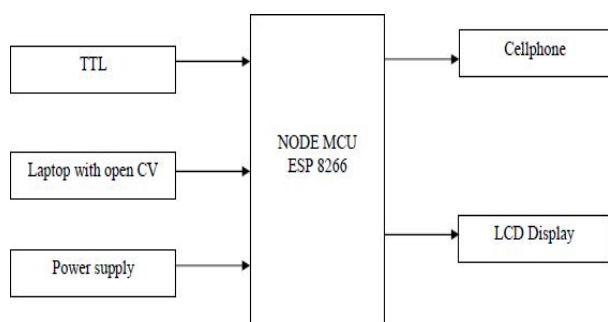 TTL
Laptop with open CV
Power supply
NODE MCU
ESP 8266
Cellphone
LCD Display